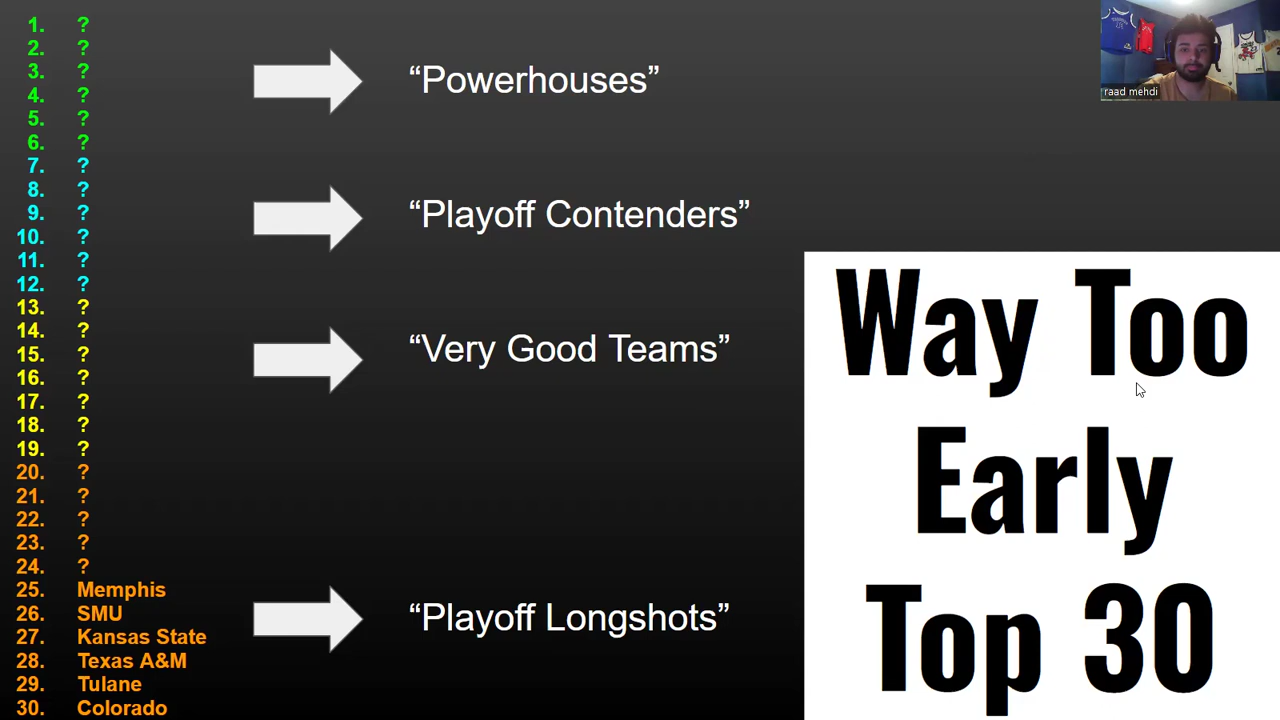 1. ?
2. ?
3. ?
4. ?
5. ?
6. ?
7. ?
8. ?
9. ?
10. ?
11. ?
12. ?
13. ?
14. ?
15. ?
16. ?
17. ?
18. ?
19. ?
20. ?
21. ?
22. ?
23. ?
24. ?
25. Memphis
26. SMU
27. Kansas State
28. Texas A&M
29. Tulane
30. Colorado
“Powerhouses”
“Playoff Contenders”
“Very Good Teams”
“Playoff Longshots”
raad mehdi
Way Too
Early
Top 30